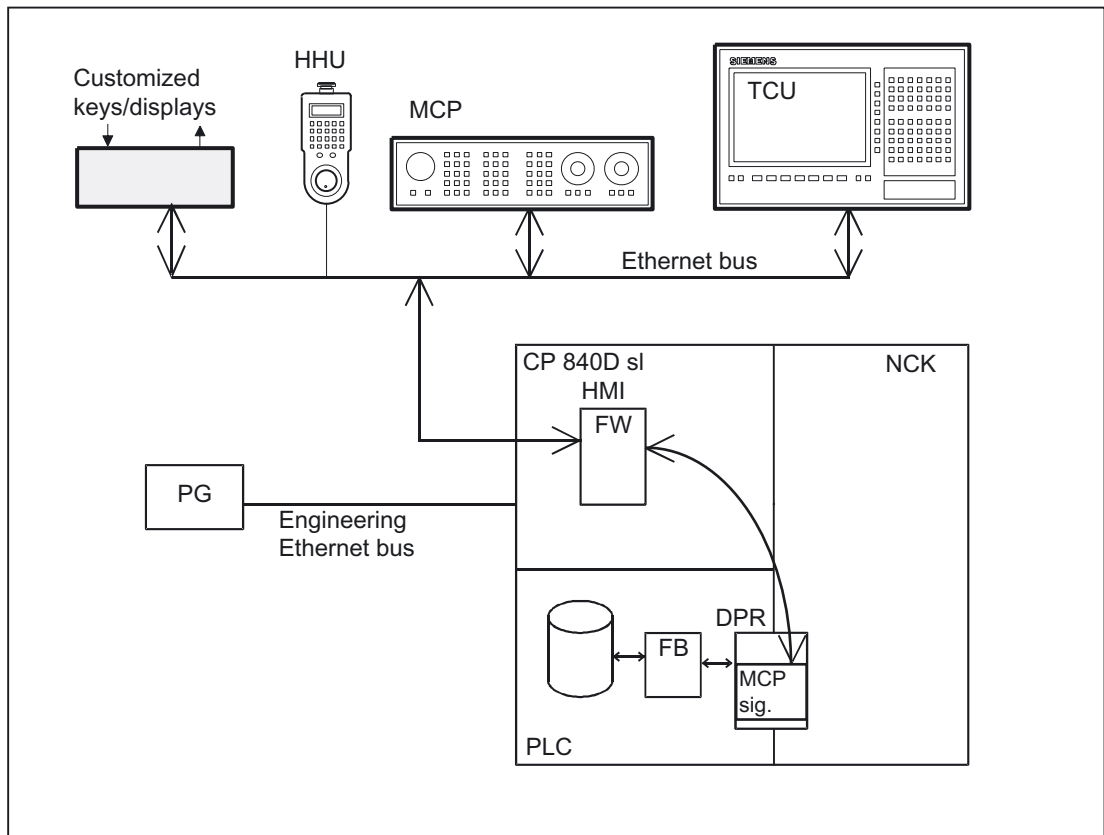 HHU
Customized
keys/displays
MCP
SIEMENS
TCU
Ethernet bus
CP 840D sl
NCK
HMI
FW
PG
Engineering
Ethernet bus
DPR
FB
MCP
sig.
PLC